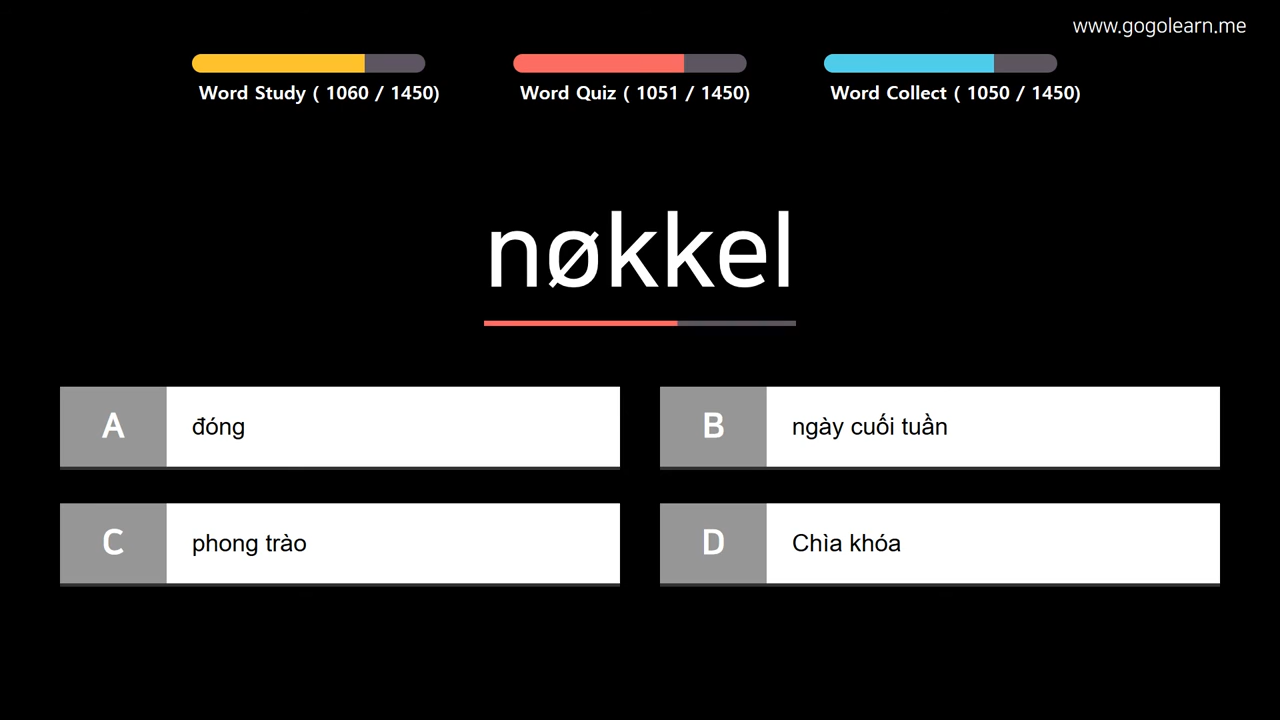 www.gogolearn.me
Word Study ( 1060 / 1450)
Word Quiz ( 1051 / 1450)
Word Collect ( 1050 / 1450)
nøkkel
A
đóng
B
ngày cuối tuần
C
phong trào
D
Chìa khóa